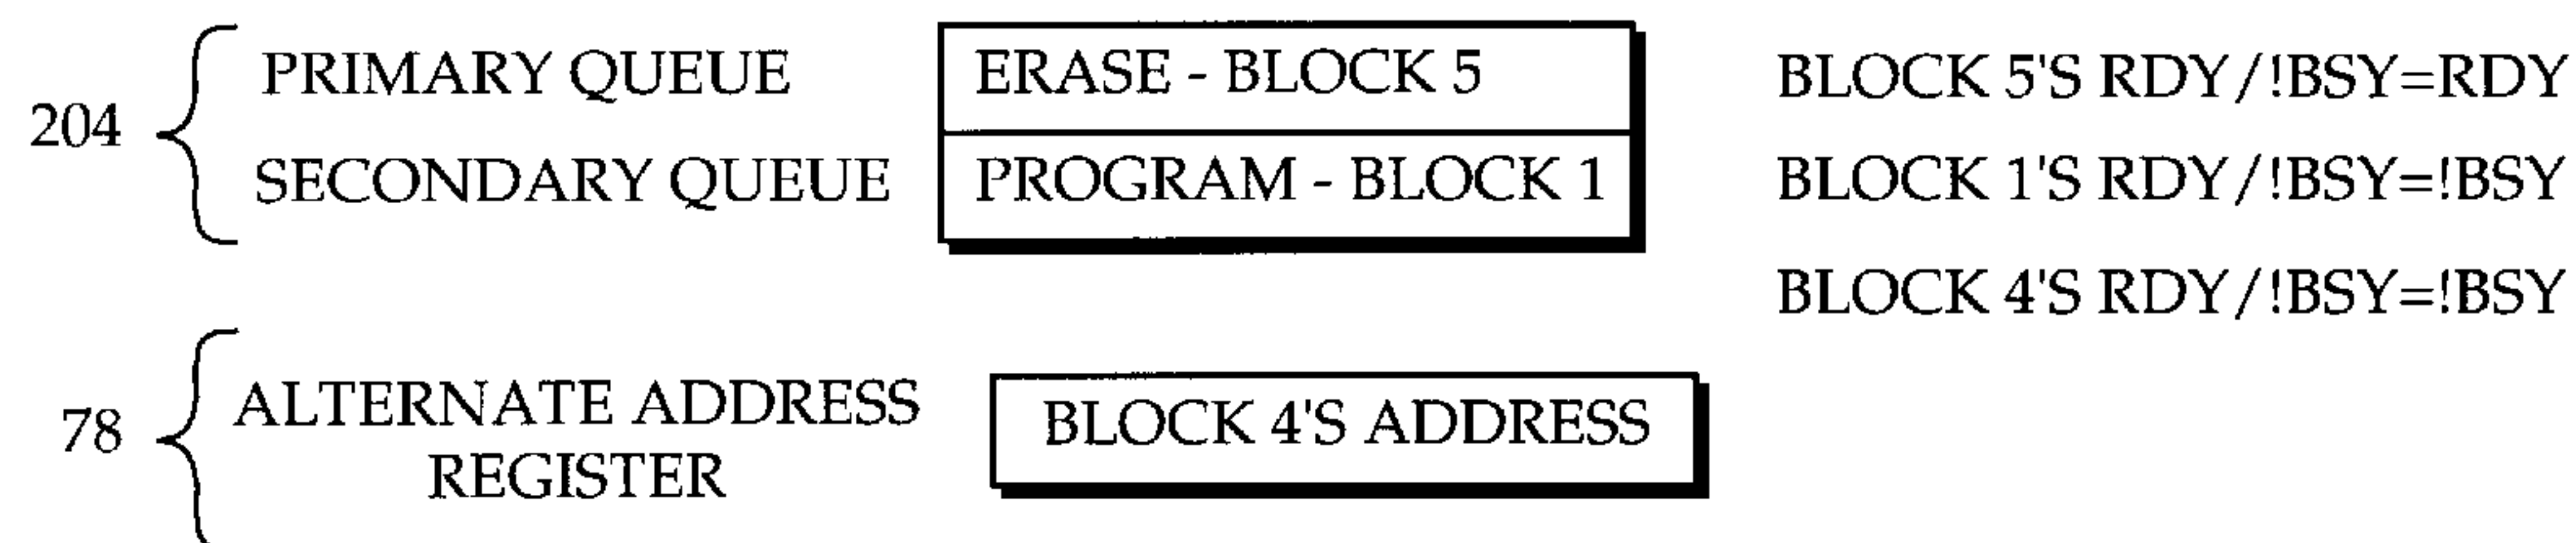 PRIMARY QUEUE ERASE - BLOCK 5 BLOCK 5'S RDY/!BSY=RDY
204
SECONDARY QUEUE PROGRAM - BLOCK 1 BLOCK 1'S RDY/!BSY=!BSY
BLOCK 4'S RDY/!BSY=!BSY
78 ALTERNATE ADDRESS BLOCK 4'S ADDRESS
REGISTER